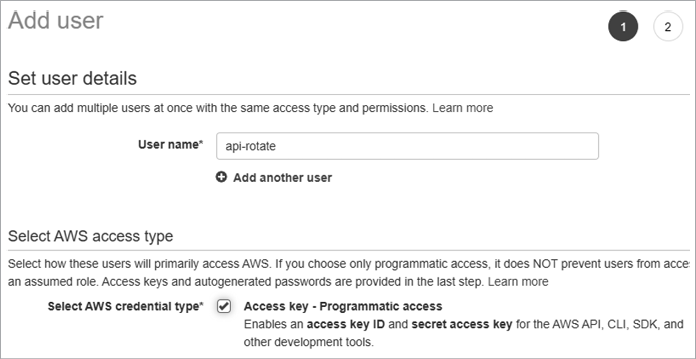 Add user
1 2
Set user details
You can add multiple users at once with the same access type and permissions. Learn more
User name* api-rotate
Add another user
Select AWS access type
Select how these users will primarily access AWS. If you choose only programmatic access, it does NOT prevent users from acces
an assumed role. Access keys and autogenerated passwords are provided in the last step. Learn more
Select AWS credential type* Access key - Programmatic access
Enables an access key ID and secret access key for the AWS API, CLI, SDK, and
other development tools.